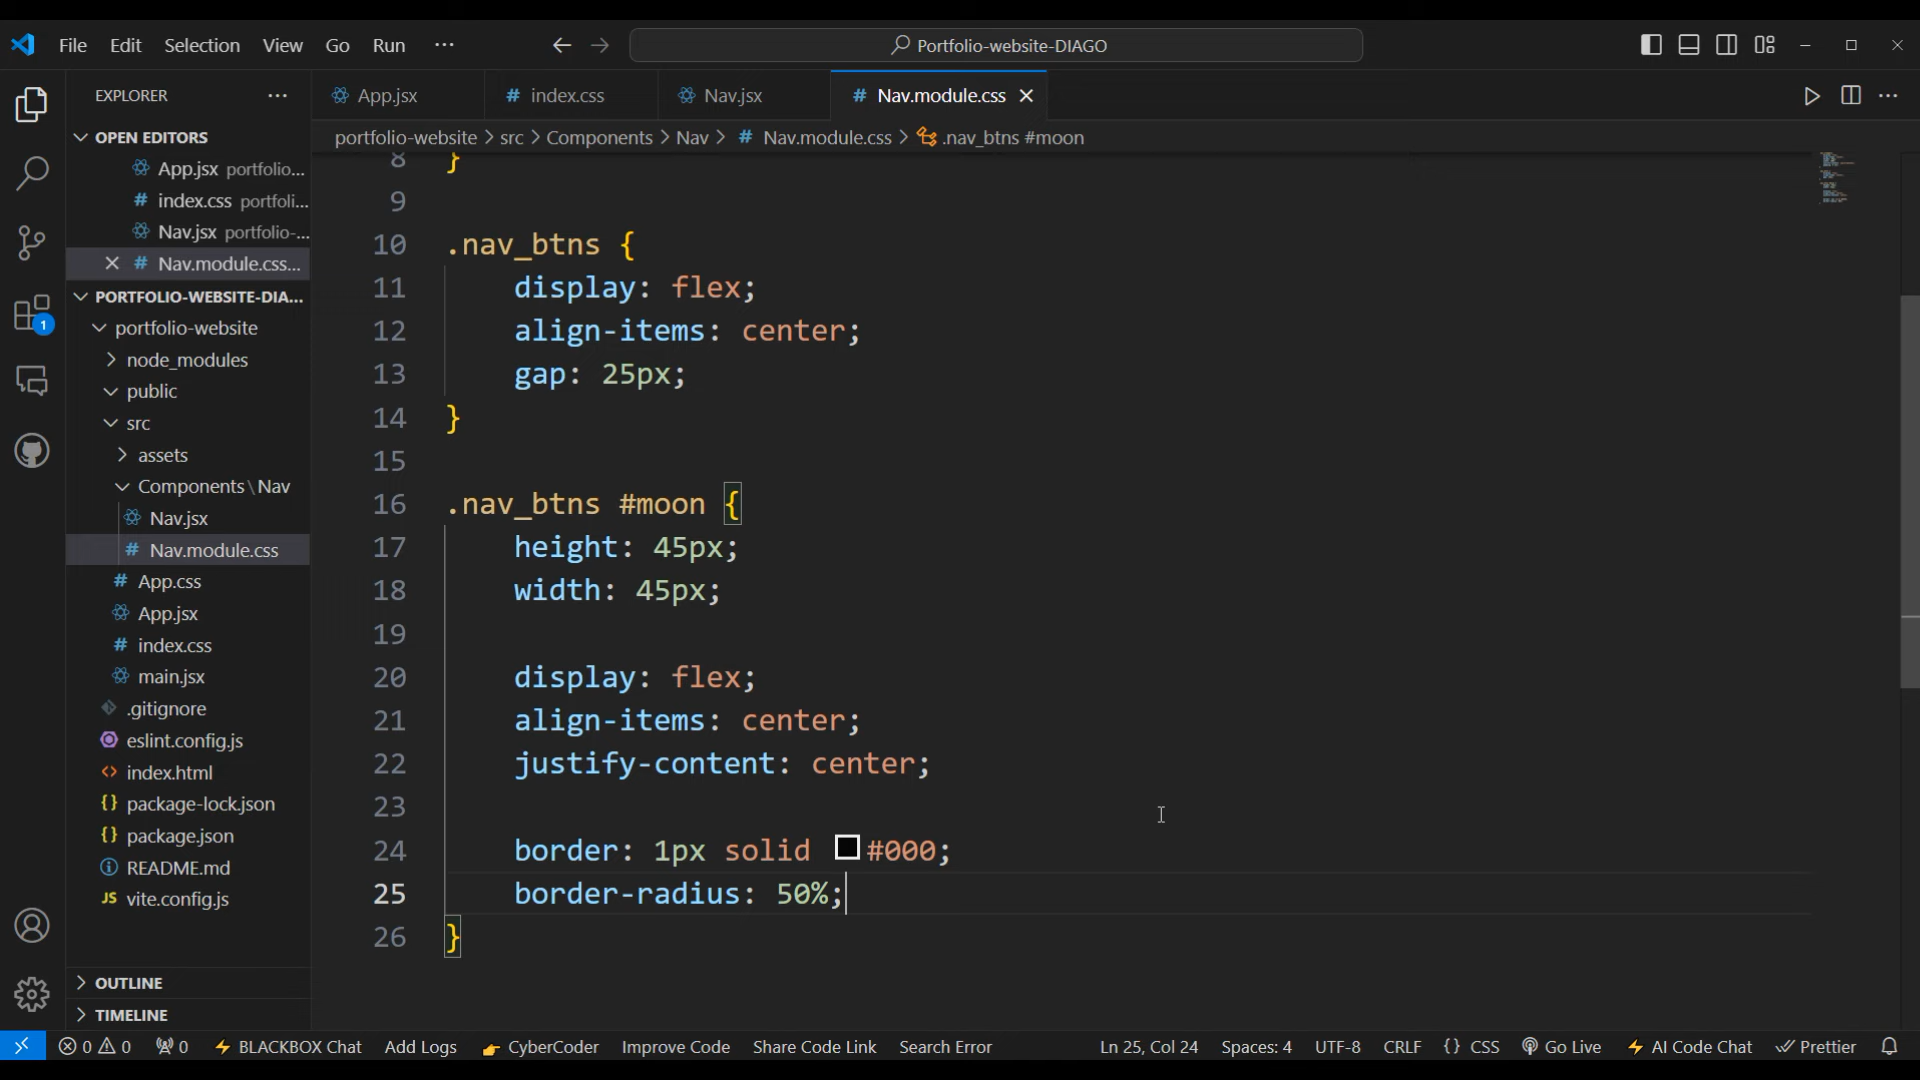 File Edit Selection View Go Run ··· Portfolio-website-DIAGO
EXPLORER ···
App.jsx # index.css Nav.jsx # Nav.module.css
OPEN EDITORS
App.jsx portfolio...
# index.css portfoli...
Nav.jsx portfolio-...
# Nav.module.css...
PORTFOLIO-WEBSITE-DIA...
portfolio-website
node_modules
public
src
assets
Components\Nav
Nav.jsx
# Nav.module.css
# App.css
App.jsx
# index.css
main.jsx
.gitignore
eslint.config.js
<> index.html
{} package-lock.json
{} package.json
README.md
JS vite.config.js
OUTLINE
TIMELINE
1
portfolio-website > src > Components > Nav > # Nav.module.css > .nav_btns #moon
8 }
9
10 .nav_btns {
11 display: flex;
12 align-items: center;
13 gap: 25px;
14 }
15
16 .nav_btns #moon {
17 height: 45px;
18 width: 45px;
19
20 display: flex;
21 align-items: center;
22 justify-content: center;
23
24 border: 1px solid #000;
25 border-radius: 50%;
26 }
0 0 0 BLACKBOX Chat Add Logs CyberCoder Improve Code Share Code Link Search Error Ln 25, Col 24 Spaces: 4 UTF-8 CRLF {} CSS Go Live AI Code Chat Prettier